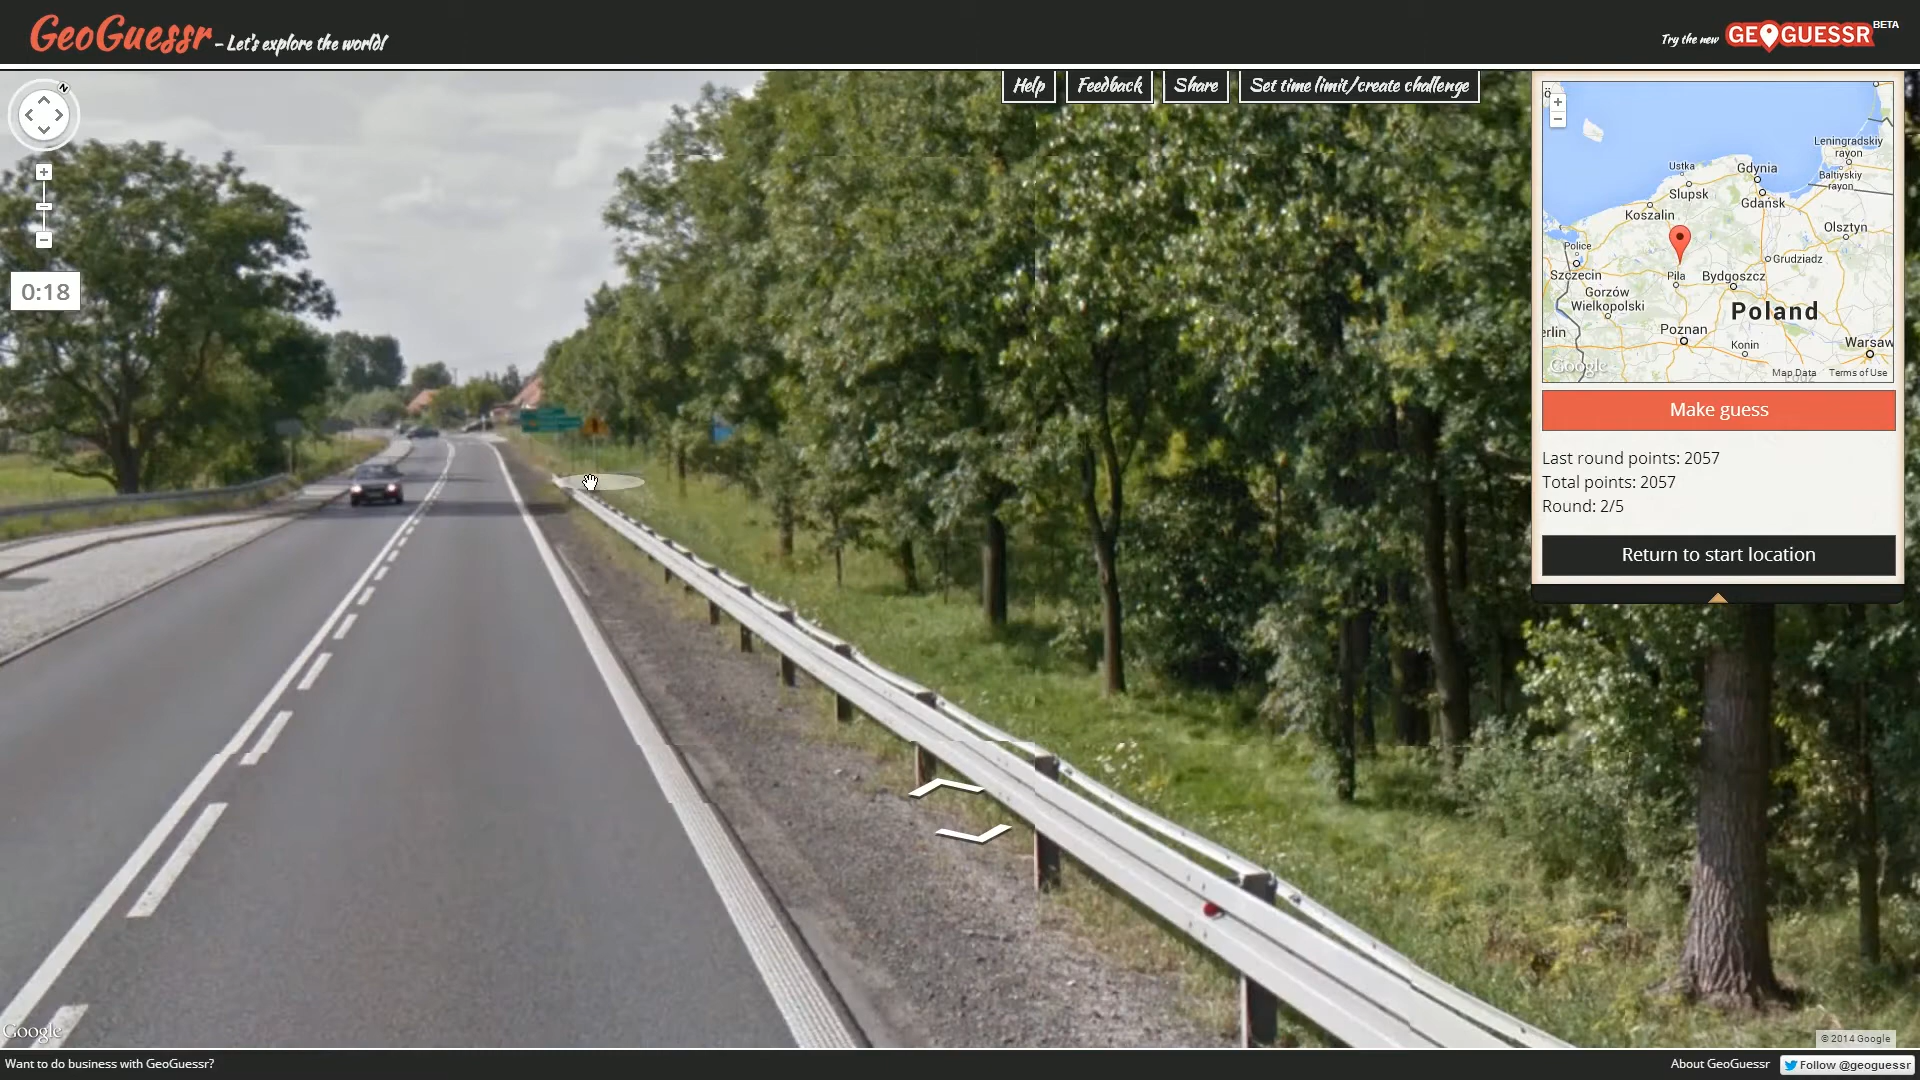 GeoGuessr - Let's explore the world!
Try the new GEOGUESSR BETA
N
Help
Feedback
Share
Set time limit/create challenge
0:18
+
−
+
−
Leningradskiy
rayon
Baltiyskiy
rayon
Ustka
Gdynia
Slupsk
Gdańsk
Koszalin
Olsztyn
Police
Grudziadz
Szczecin
Pila
Bydgoszcz
Gorzów
Wielkopolski
Poland
erlin
Poznan
Konin
Warsaw
Google
Map Data
Terms of Use
Make guess
Last round points: 2057
Total points: 2057
Round: 2/5
Return to start location
Google
© 2014 Google
Want to do business with GeoGuessr?
About GeoGuessr
Follow @geoguessr